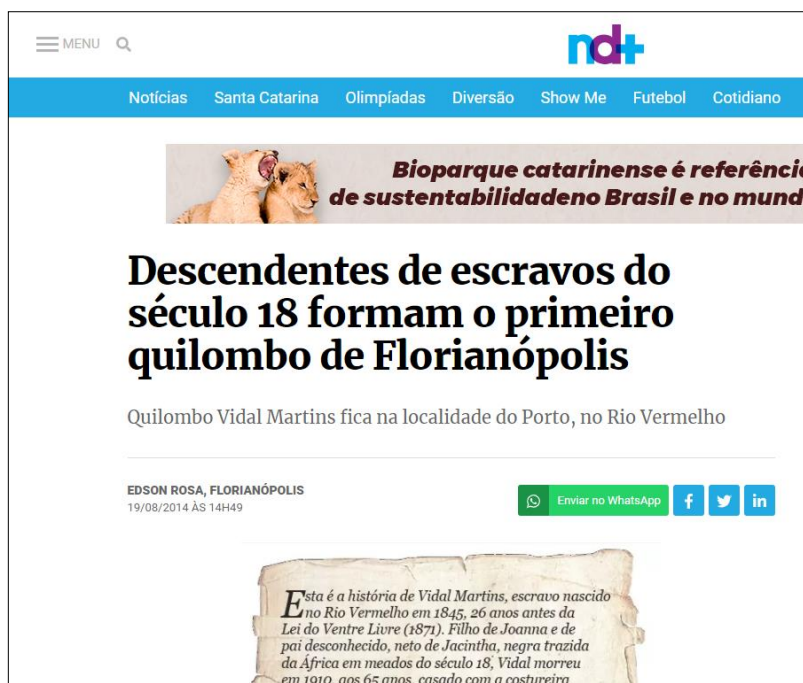 MENU
nd+
Notícias Santa Catarina Olimpíadas Diversão Show Me Futebol Cotidiano
Bioparque catarinense é referência
de sustentabilidadeno Brasil e no mund
Descendentes de escravos do
século 18 formam o primeiro
quilombo de Florianópolis
Quilombo Vidal Martins fica na localidade do Porto, no Rio Vermelho
EDSON ROSA, FLORIANÓPOLIS
19/08/2014 ÀS 14H49
Enviar no WhatsApp
Esta é a história de Vidal Martins, escravo nascido
no Rio Vermelho em 1845, 26 anos antes da
Lei do Ventre Livre (1871). Filho de Joanna e de
pai desconhecido, neto de Jacintha, negra trazida
da África em meados do século 18, Vidal morreu
em 1910, aos 65 anos, casado com a costureira